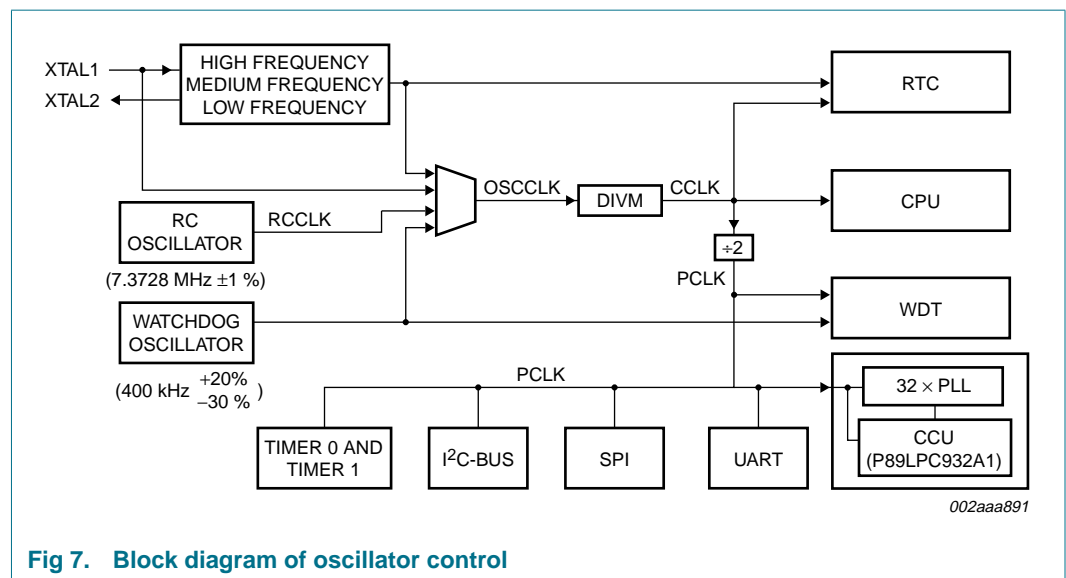 XTAL1
XTAL2
HIGH FREQUENCY
MEDIUM FREQUENCY
LOW FREQUENCY
RTC
OSCCLK
DIVM
CCLK
CPU
RC
OSCILLATOR
RCCLK
(7.3728 MHz ±1 %)
÷2
PCLK
WATCHDOG
OSCILLATOR
WDT
(400 kHz +20% −30 % )
PCLK
32 × PLL
CCU
(P89LPC932A1)
TIMER 0 AND
TIMER 1
I²C-BUS
SPI
UART
002aaa891
Fig 7. Block diagram of oscillator control